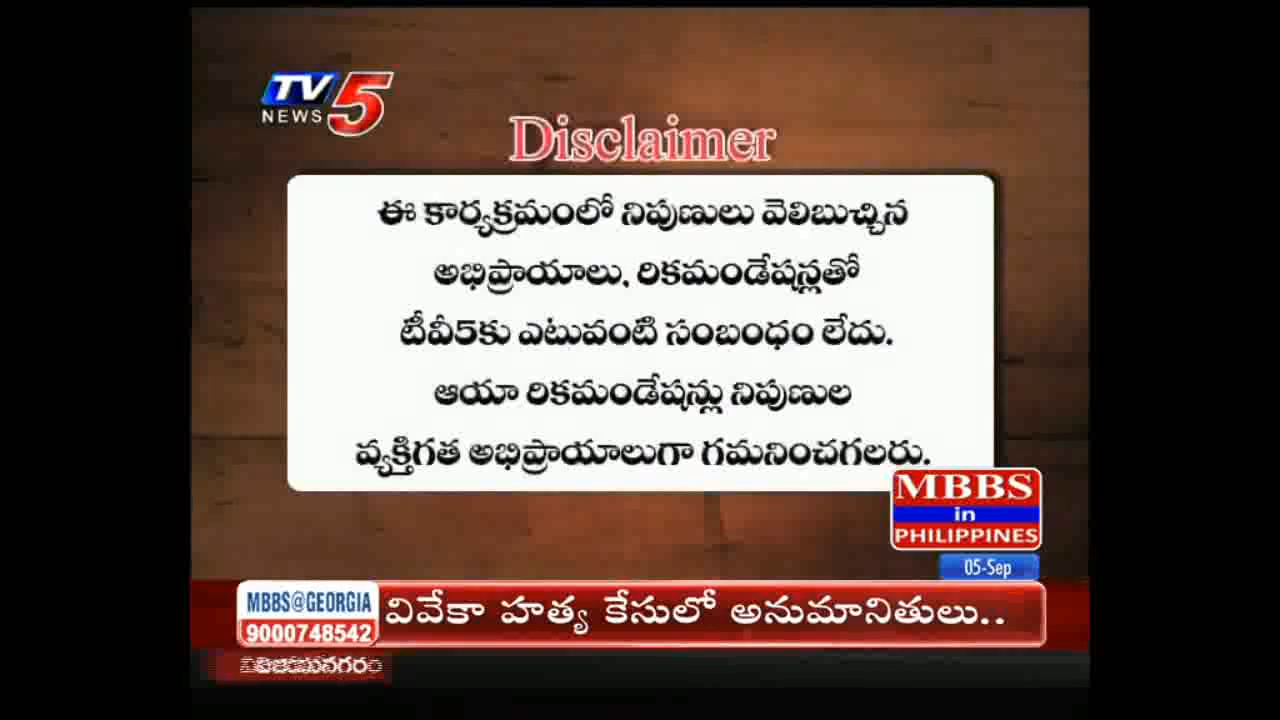 TV5
NEWS
Disclaimer
ఈ కార్యక్రమంలో నిపుణులు వెలిబుచ్చిన
అభిప్రాయాలు, రికమండేషన్లతో
టీవీ5కు ఎటువంటి సంబంధం లేదు.
ఆయా రికమండేషన్లు నిపుణుల
వ్యక్తిగత అభిప్రాయాలుగా గమనించగలరు.
MBBS
in
PHILIPPINES
05-Sep
MBBS@GEORGIA
9000748542
వివేకా హత్య కేసులో అనుమానితులు..